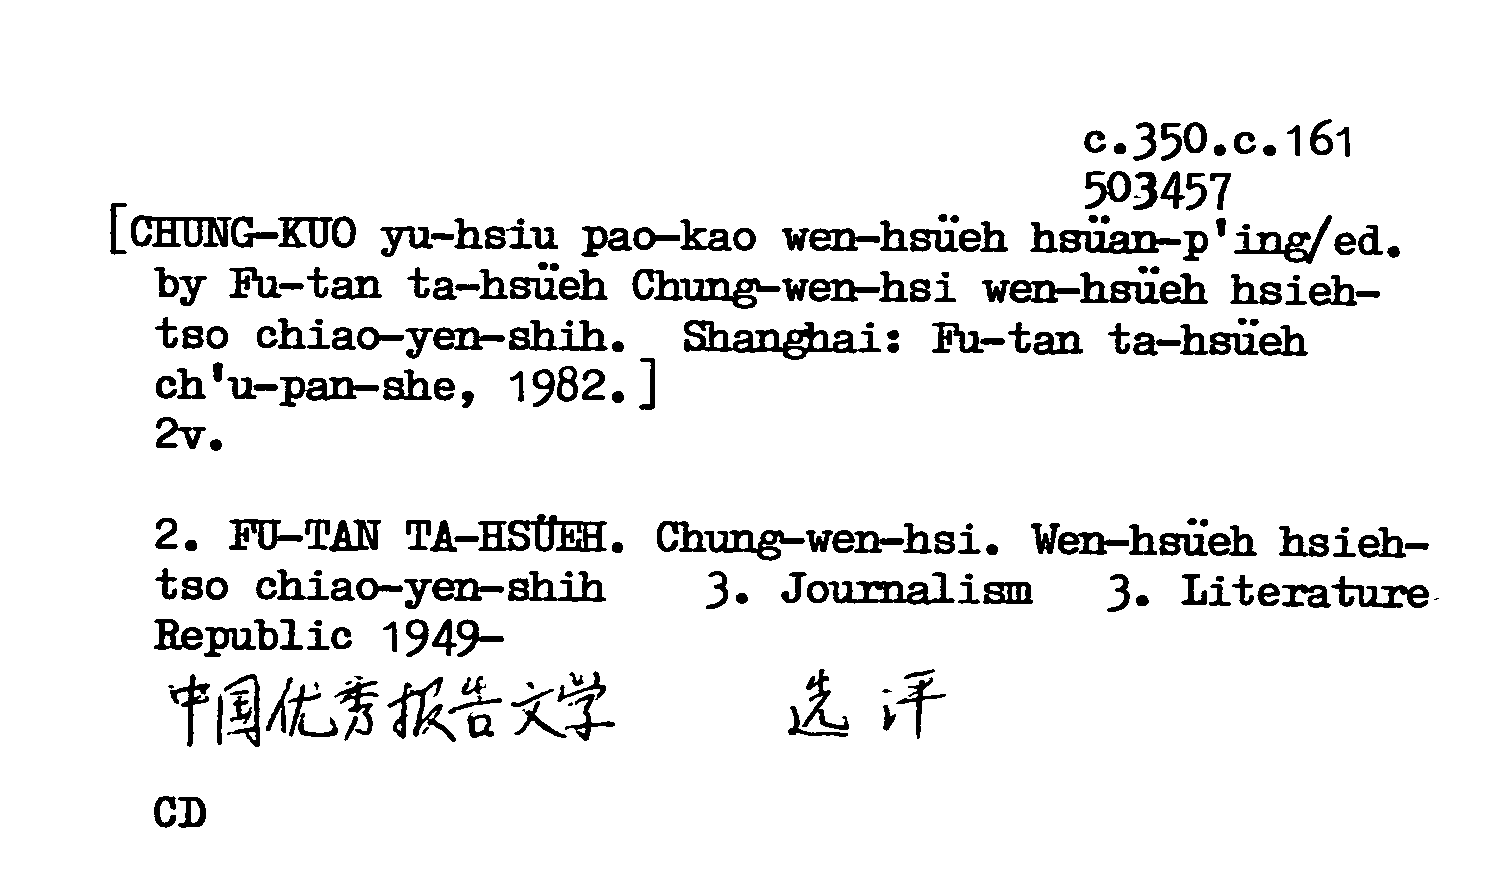 c.350.c.161
503457
[CHUNG-KUO yu-hsiu pao-kao wen-hsüeh hsüan-p'ing/ed.
by Fu-tan ta-hsüeh Chung-wen-hsi wen-hsüeh hsieh-
tso chiao-yen-shih. Shanghai: Fu-tan ta-hsüeh
ch'u-pan-she, 1982.]
2v.
2. FU-TAN TA-HSÜEH. Chung-wen-hsi. Wen-hsüeh hsieh-
tso chiao-yen-shih 3. Journalism 3. Literature
Republic 1949-
中国优秀报告文学 选评
CD